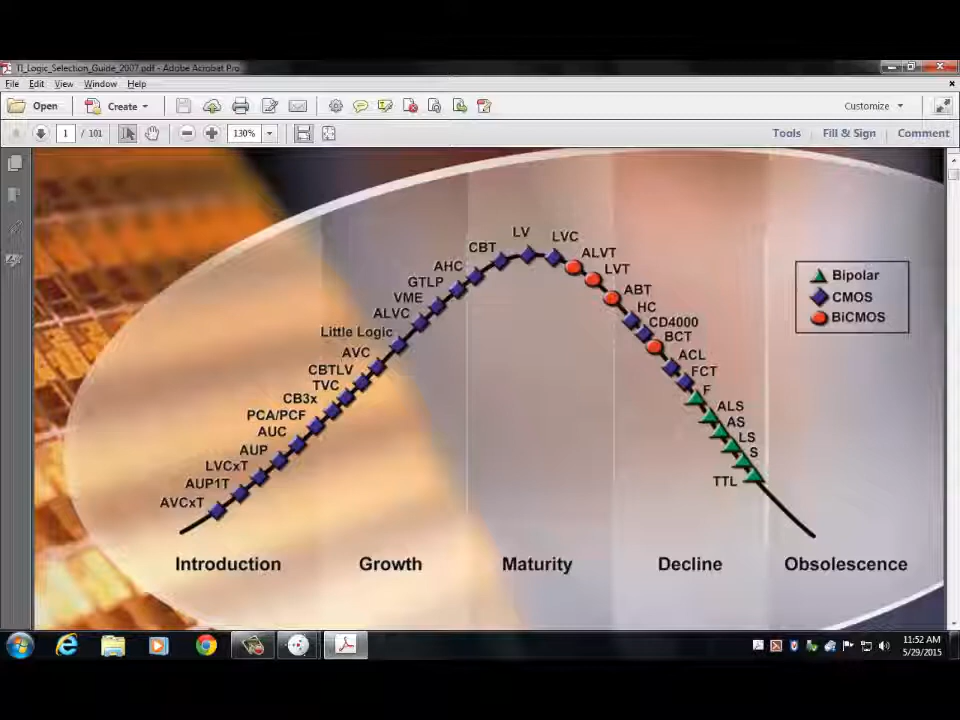 TI_Logic_Selection_Guide_2007.pdf - Adobe Acrobat Pro
File Edit View Window Help
Open Create Customize
1 / 101 130% Tools Fill & Sign Comment
LV
LVC
CBT
ALVT
AHC
LVT
GTLP
ABT
VME
HC
ALVC
CD4000
Little Logic
BCT
AVC
ACL
CBTLV
FCT
TVC
F
CB3x
ALS
PCA/PCF
AS
AUC
LS
AUP
S
LVCxT
AUP1T
TTL
AVCxT
Bipolar
CMOS
BiCMOS
Introduction Growth Maturity Decline Obsolescence
11:52 AM
5/29/2015